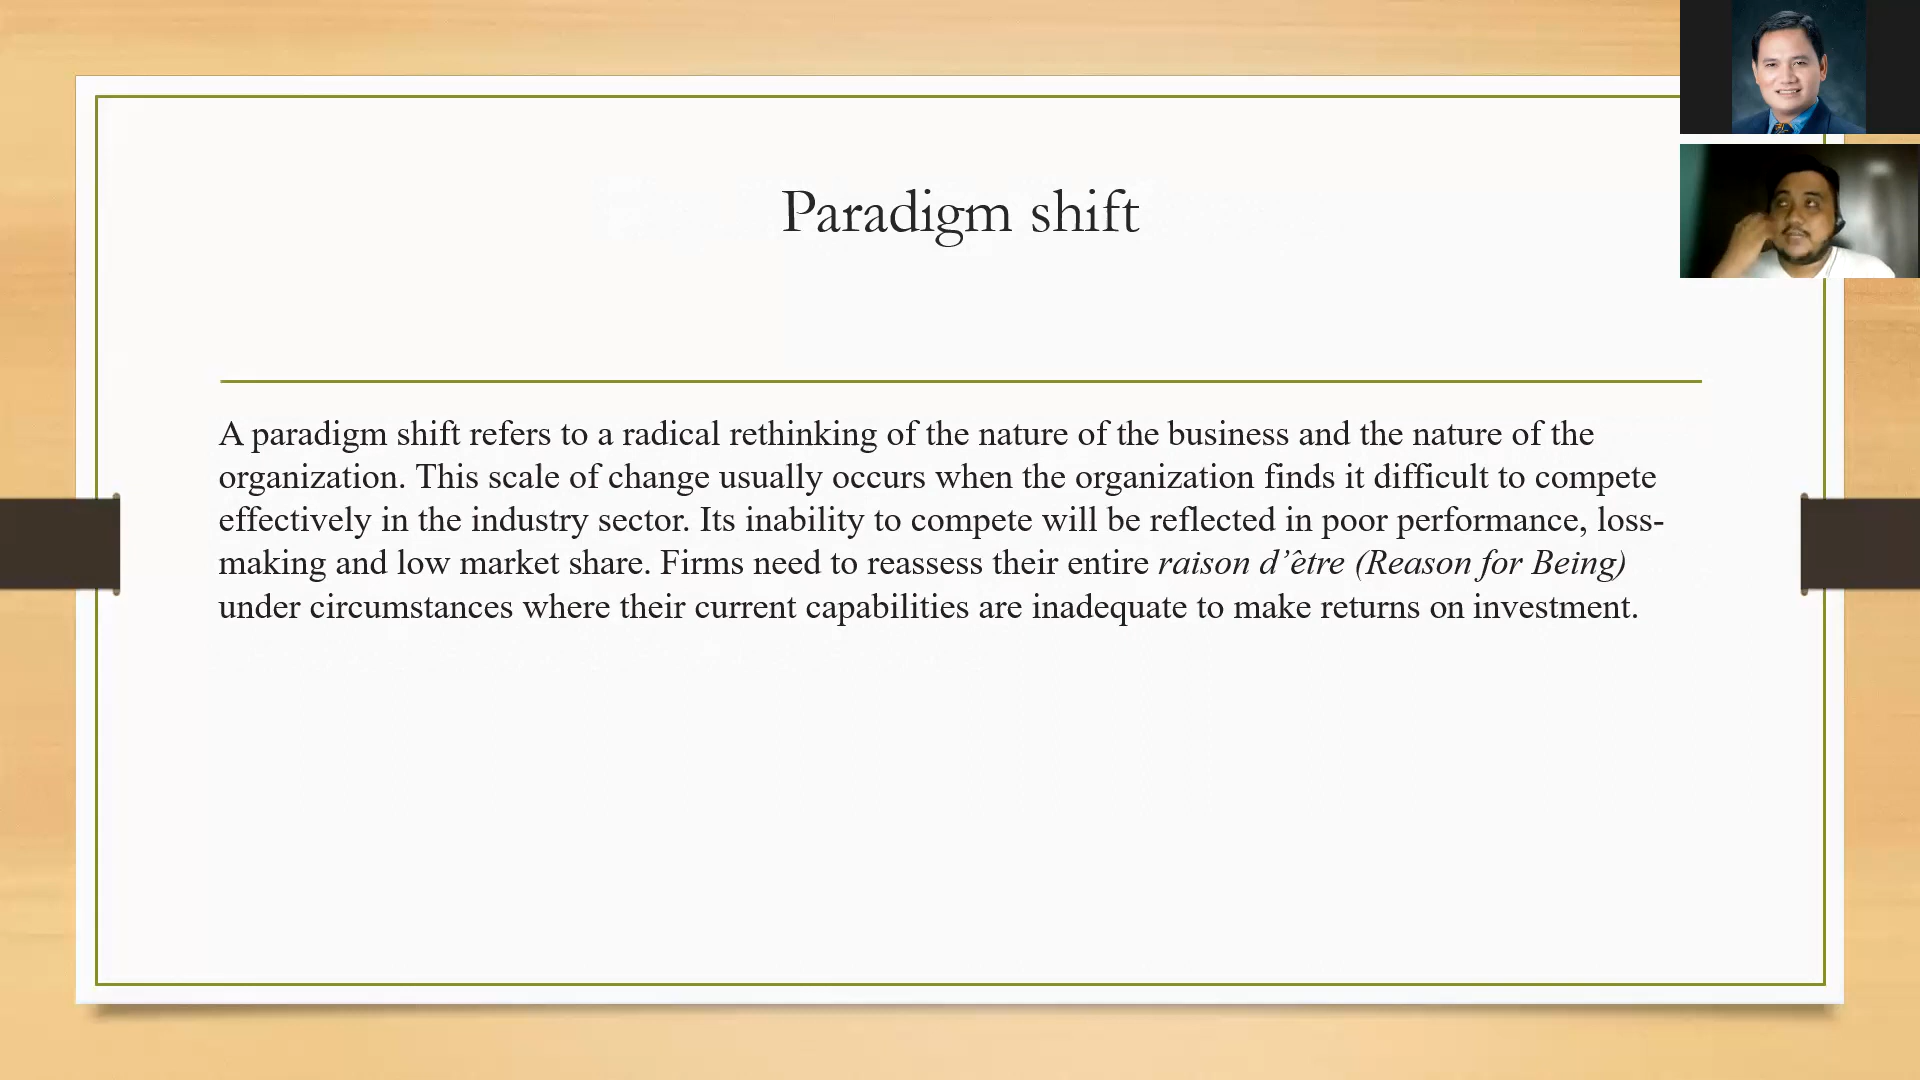 Paradigm shift
A paradigm shift refers to a radical rethinking of the nature of the business and the nature of the
organization. This scale of change usually occurs when the organization finds it difficult to compete
effectively in the industry sector. Its inability to compete will be reflected in poor performance, loss-
making and low market share. Firms need to reassess their entire raison d’être (Reason for Being)
under circumstances where their current capabilities are inadequate to make returns on investment.